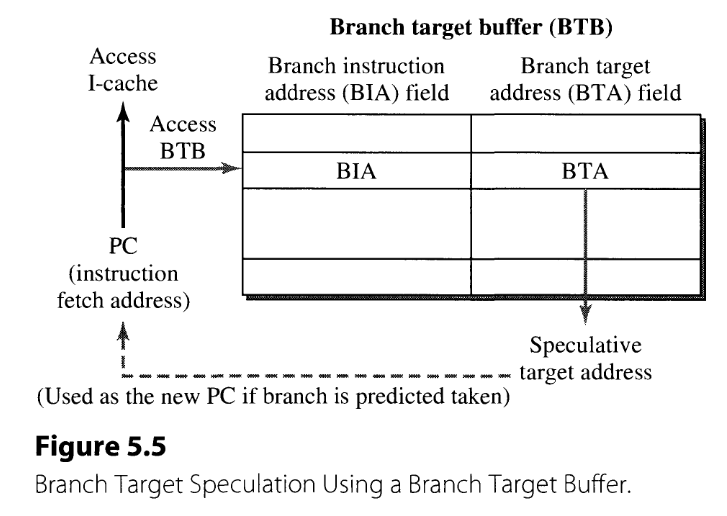 Branch target buffer (BTB)
Access
I-cache
Branch instruction
address (BIA) field
Branch target
address (BTA) field
Access
BTB
BIA
BTA
PC
(instruction
fetch address)
Speculative
target address
(Used as the new PC if branch is predicted taken)
Figure 5.5
Branch Target Speculation Using a Branch Target Buffer.